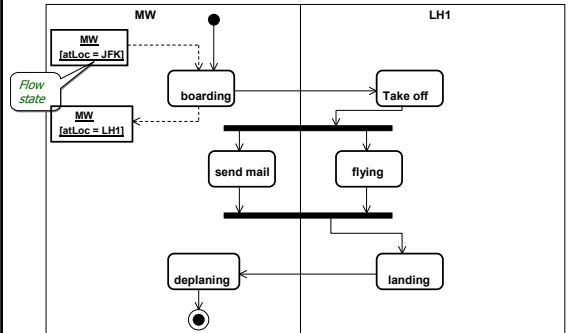 MW
LH1
MW
[atLoc = JFK]
Flow
state
boarding
Take off
MW
[atLoc = LH1]
send mail
flying
deplaning
landing